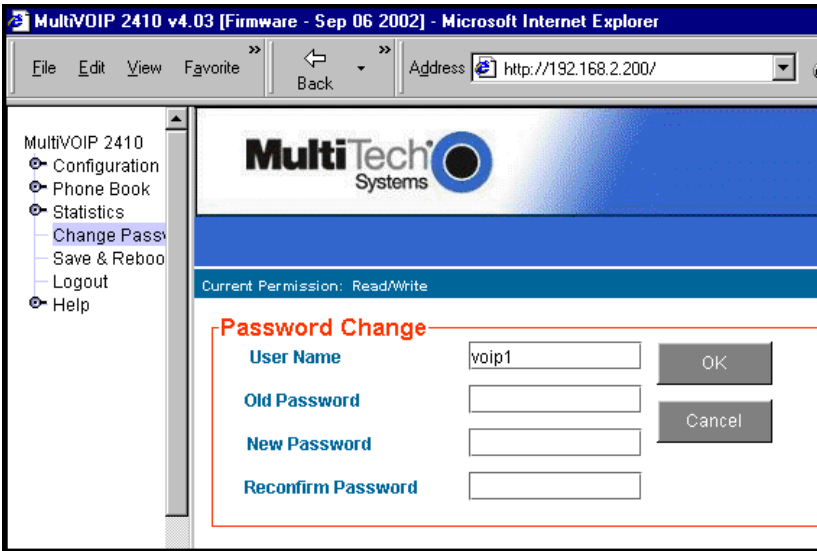 MultiVOIP 2410 v4.03 [Firmware - Sep 06 2002] - Microsoft Internet Explorer
File Edit View Favorite » Back » Address http://192.168.2.200/
MultiVOIP 2410
Configuration
Phone Book
Statistics
Change Passw
Save & Reboo
Logout
Help
MultiTech
Systems
Current Permission: Read/Write
Password Change
User Name voip1 OK
Old Password
Cancel
New Password
Reconfirm Password